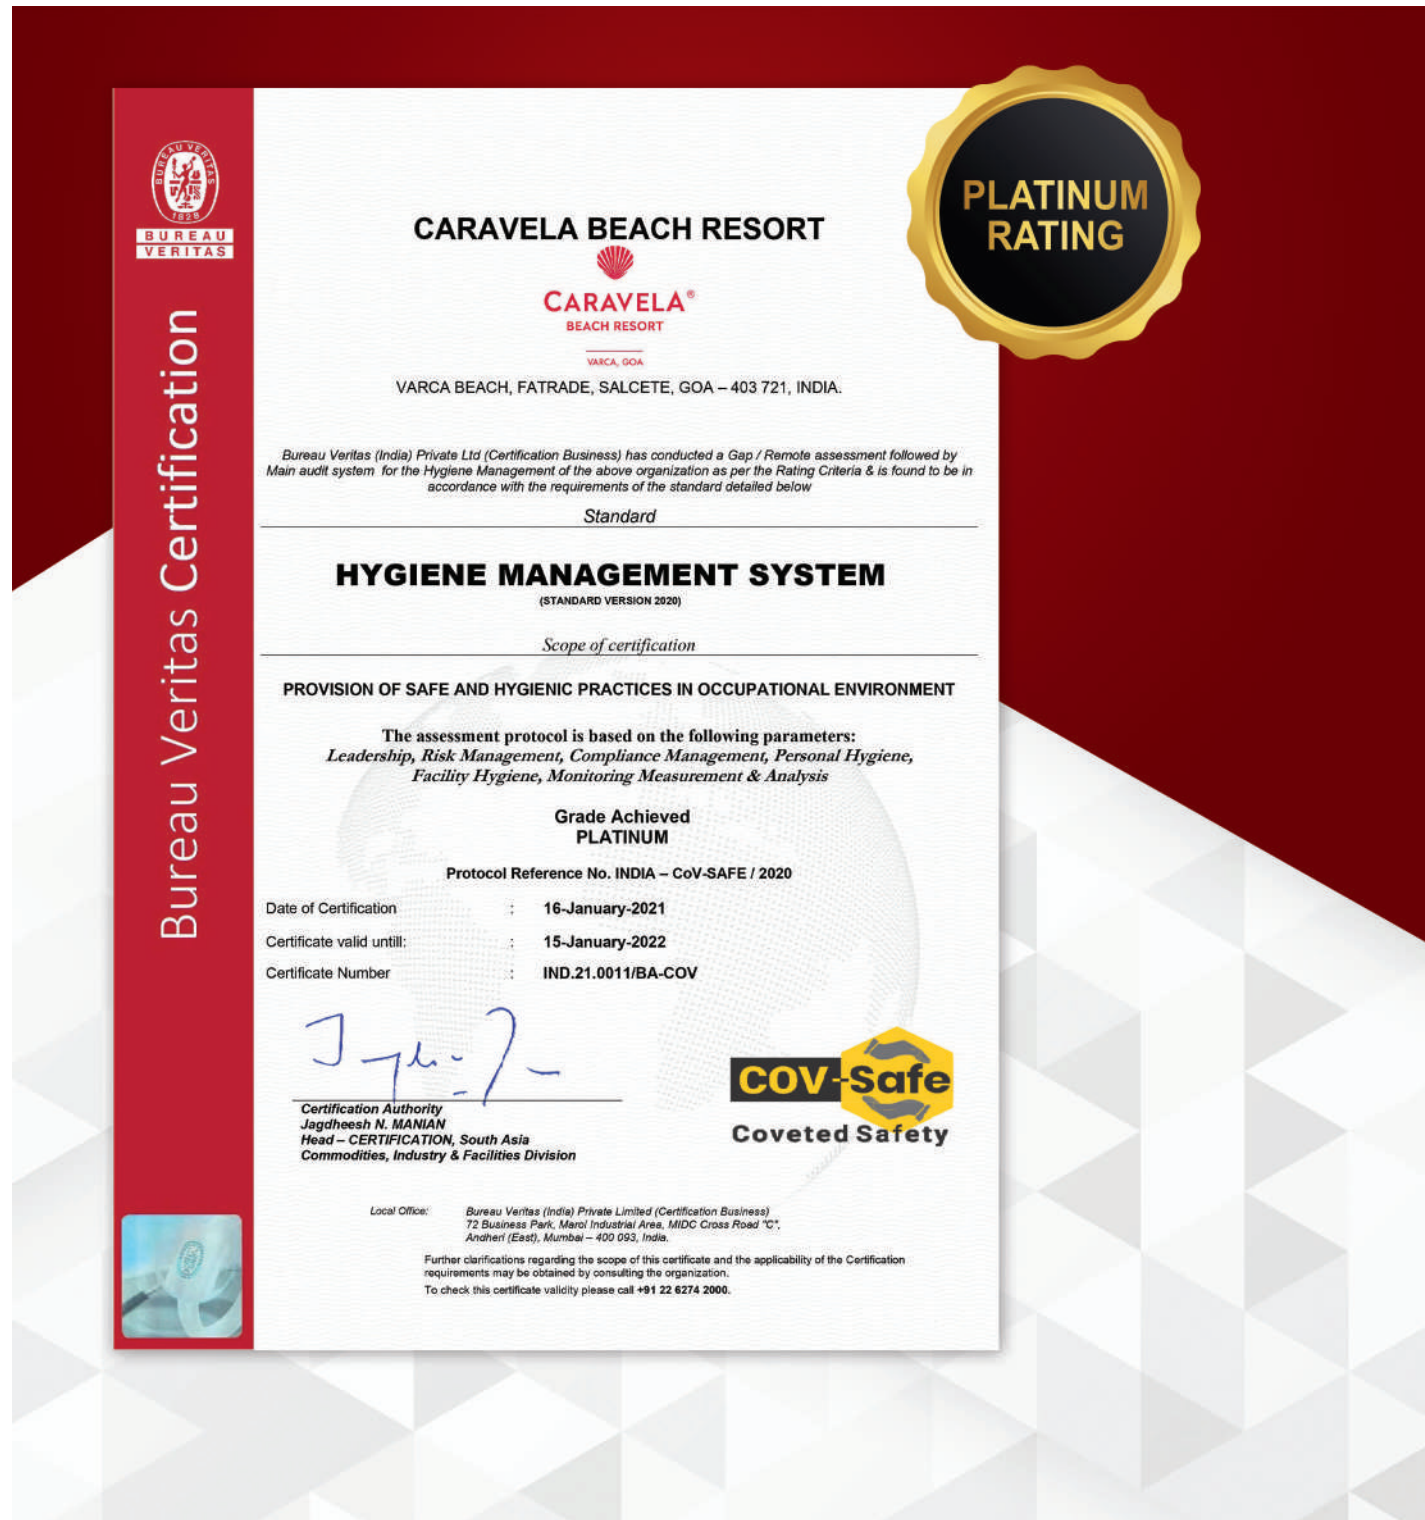 BUREAU VERITAS
1828
BUREAU
VERITAS
Bureau Veritas Certification
PLATINUM
RATING
CARAVELA BEACH RESORT
CARAVELA®
BEACH RESORT
VARCA, GOA
VARCA BEACH, FATRADE, SALCETE, GOA – 403 721, INDIA.
Bureau Veritas (India) Private Ltd (Certification Business) has conducted a Gap / Remote assessment followed by
Main audit system for the Hygiene Management of the above organization as per the Rating Criteria & is found to be in
accordance with the requirements of the standard detailed below
Standard
HYGIENE MANAGEMENT SYSTEM
(STANDARD VERSION 2020)
Scope of certification
PROVISION OF SAFE AND HYGIENIC PRACTICES IN OCCUPATIONAL ENVIRONMENT
The assessment protocol is based on the following parameters:
Leadership, Risk Management, Compliance Management, Personal Hygiene,
Facility Hygiene, Monitoring Measurement & Analysis
Grade Achieved
PLATINUM
Protocol Reference No. INDIA – CoV-SAFE / 2020
Date of Certification : 16-January-2021
Certificate valid untill: : 15-January-2022
Certificate Number : IND.21.0011/BA-COV
Certification Authority
Jagdheesh N. MANIAN
Head – CERTIFICATION, South Asia
Commodities, Industry & Facilities Division
COV-Safe
Coveted Safety
Local Office: Bureau Veritas (India) Private Limited (Certification Business)
72 Business Park, Marol Industrial Area, MIDC Cross Road "C",
Andheri (East), Mumbai – 400 093, India.
Further clarifications regarding the scope of this certificate and the applicability of the Certification
requirements may be obtained by consulting the organization.
To check this certificate validity please call +91 22 6274 2000.